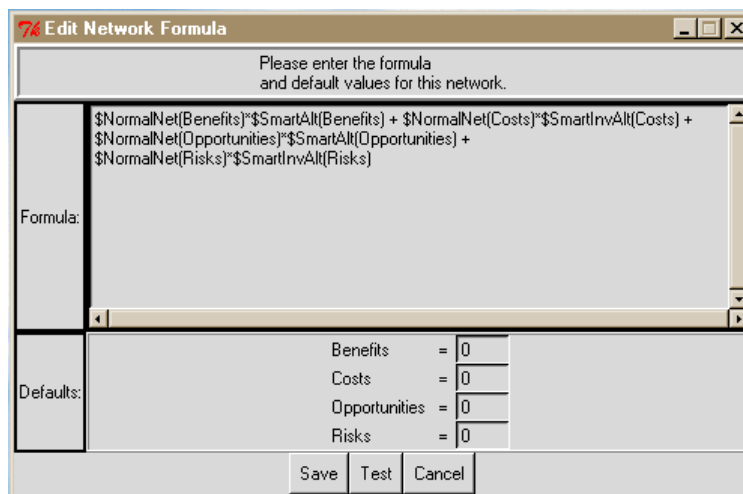 Edit Network Formula
Please enter the formula
and default values for this network.
Formula:
$NormalNet(Benefits)*$SmartAlt(Benefits) + $NormalNet(Costs)*$SmartInvAlt(Costs) +
$NormalNet(Opportunities)*$SmartAlt(Opportunities) +
$NormalNet(Risks)*$SmartInvAlt(Risks)
Defaults:
Benefits = 0
Costs = 0
Opportunities = 0
Risks = 0
Save Test Cancel